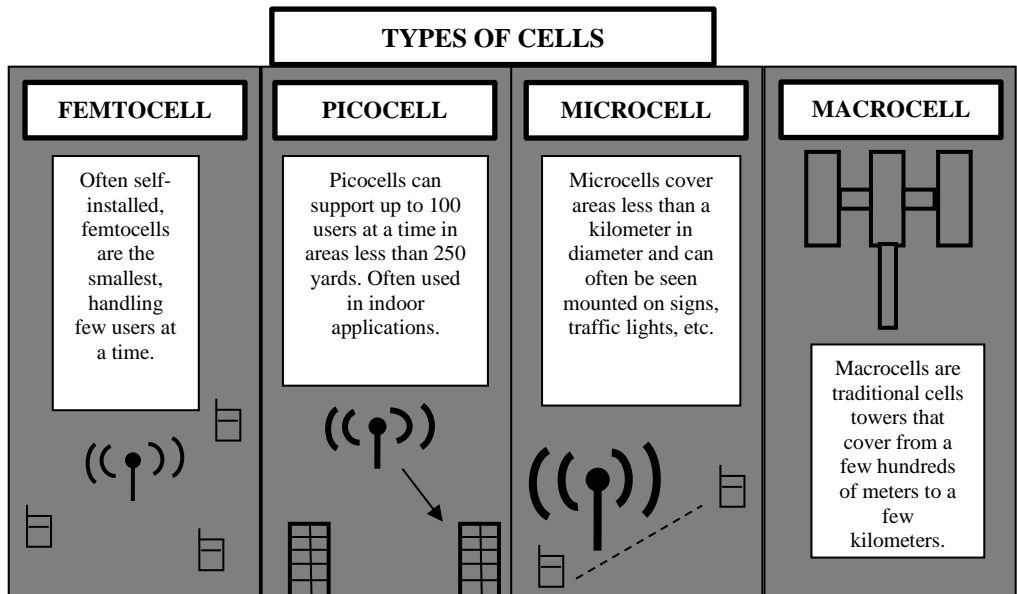 TYPES OF CELLS
FEMTOCELL
Often self-
installed,
femtocells
are the
smallest,
handling
few users at
a time.
PICOCELL
Picocells can
support up to 100
users at a time in
areas less than 250
yards. Often used
in indoor
applications.
MICROCELL
Microcells cover
areas less than a
kilometer in
diameter and can
often be seen
mounted on signs,
traffic lights, etc.
MACROCELL
Macrocells are
traditional cells
towers that
cover from a
few hundreds
of meters to a
few
kilometers.